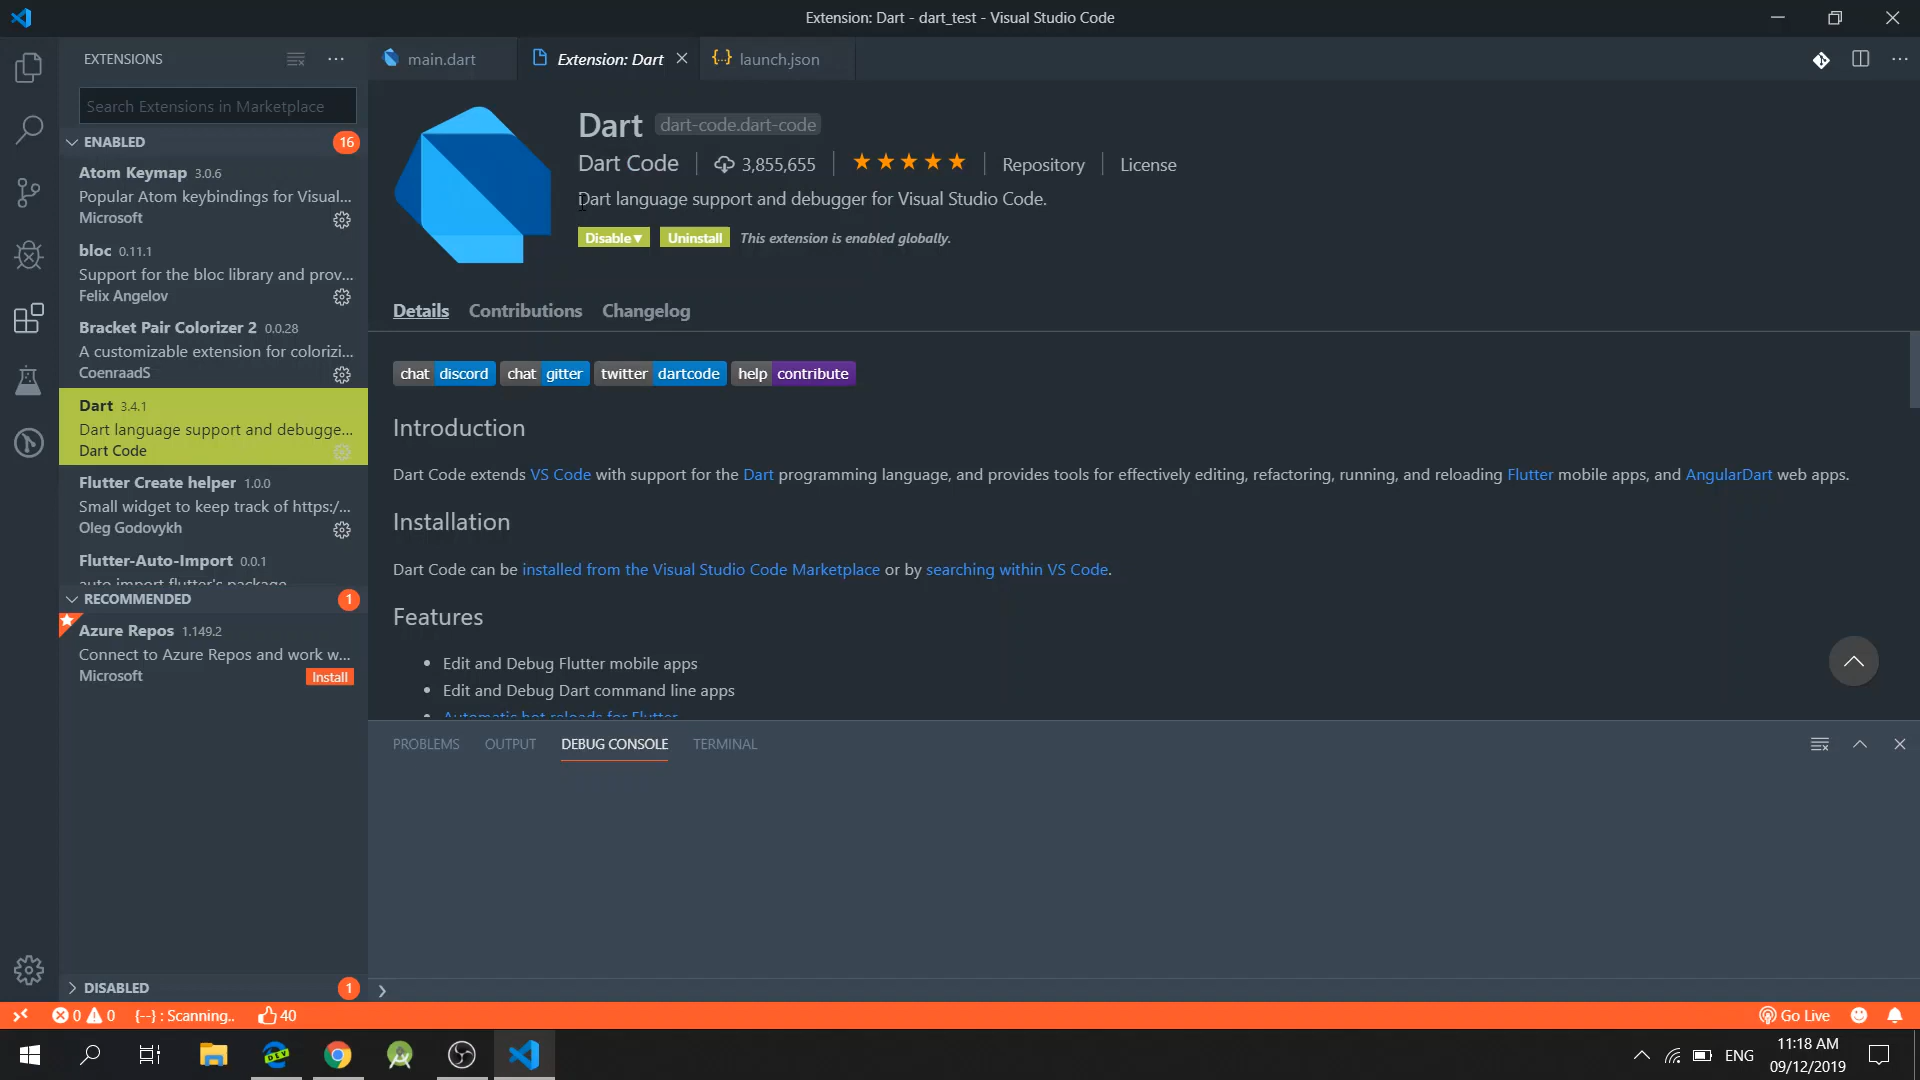 Extension: Dart - dart_test - Visual Studio Code
EXTENSIONS
Search Extensions in Marketplace
ENABLED 16
Atom Keymap 3.0.6
Popular Atom keybindings for Visual...
Microsoft
bloc 0.11.1
Support for the bloc library and prov...
Felix Angelov
Bracket Pair Colorizer 2 0.0.28
A customizable extension for colorizi...
CoenraadS
Dart 3.4.1
Dart language support and debugge...
Dart Code
Flutter Create helper 1.0.0
Small widget to keep track of https:/...
Oleg Godovykh
Flutter-Auto-Import 0.0.1
auto import flutter's package
RECOMMENDED 1
Azure Repos 1.149.2
Connect to Azure Repos and work w...
Microsoft Install
DISABLED 1
main.dart Extension: Dart launch.json
Dart dart-code.dart-code
Dart Code 3,855,655 Repository License
Dart language support and debugger for Visual Studio Code.
Disable Uninstall This extension is enabled globally.
Details Contributions Changelog
chat discord chat gitter twitter dartcode help contribute
Introduction
Dart Code extends VS Code with support for the Dart programming language, and provides tools for effectively editing, refactoring, running, and reloading Flutter mobile apps, and AngularDart web apps.
Installation
Dart Code can be installed from the Visual Studio Code Marketplace or by searching within VS Code.
Features
• Edit and Debug Flutter mobile apps
• Edit and Debug Dart command line apps
• Automatic hot reloads for Flutter
PROBLEMS OUTPUT DEBUG CONSOLE TERMINAL
0 0 {--} : Scanning.. 40 Go Live
DEV ENG 11:18 AM
09/12/2019